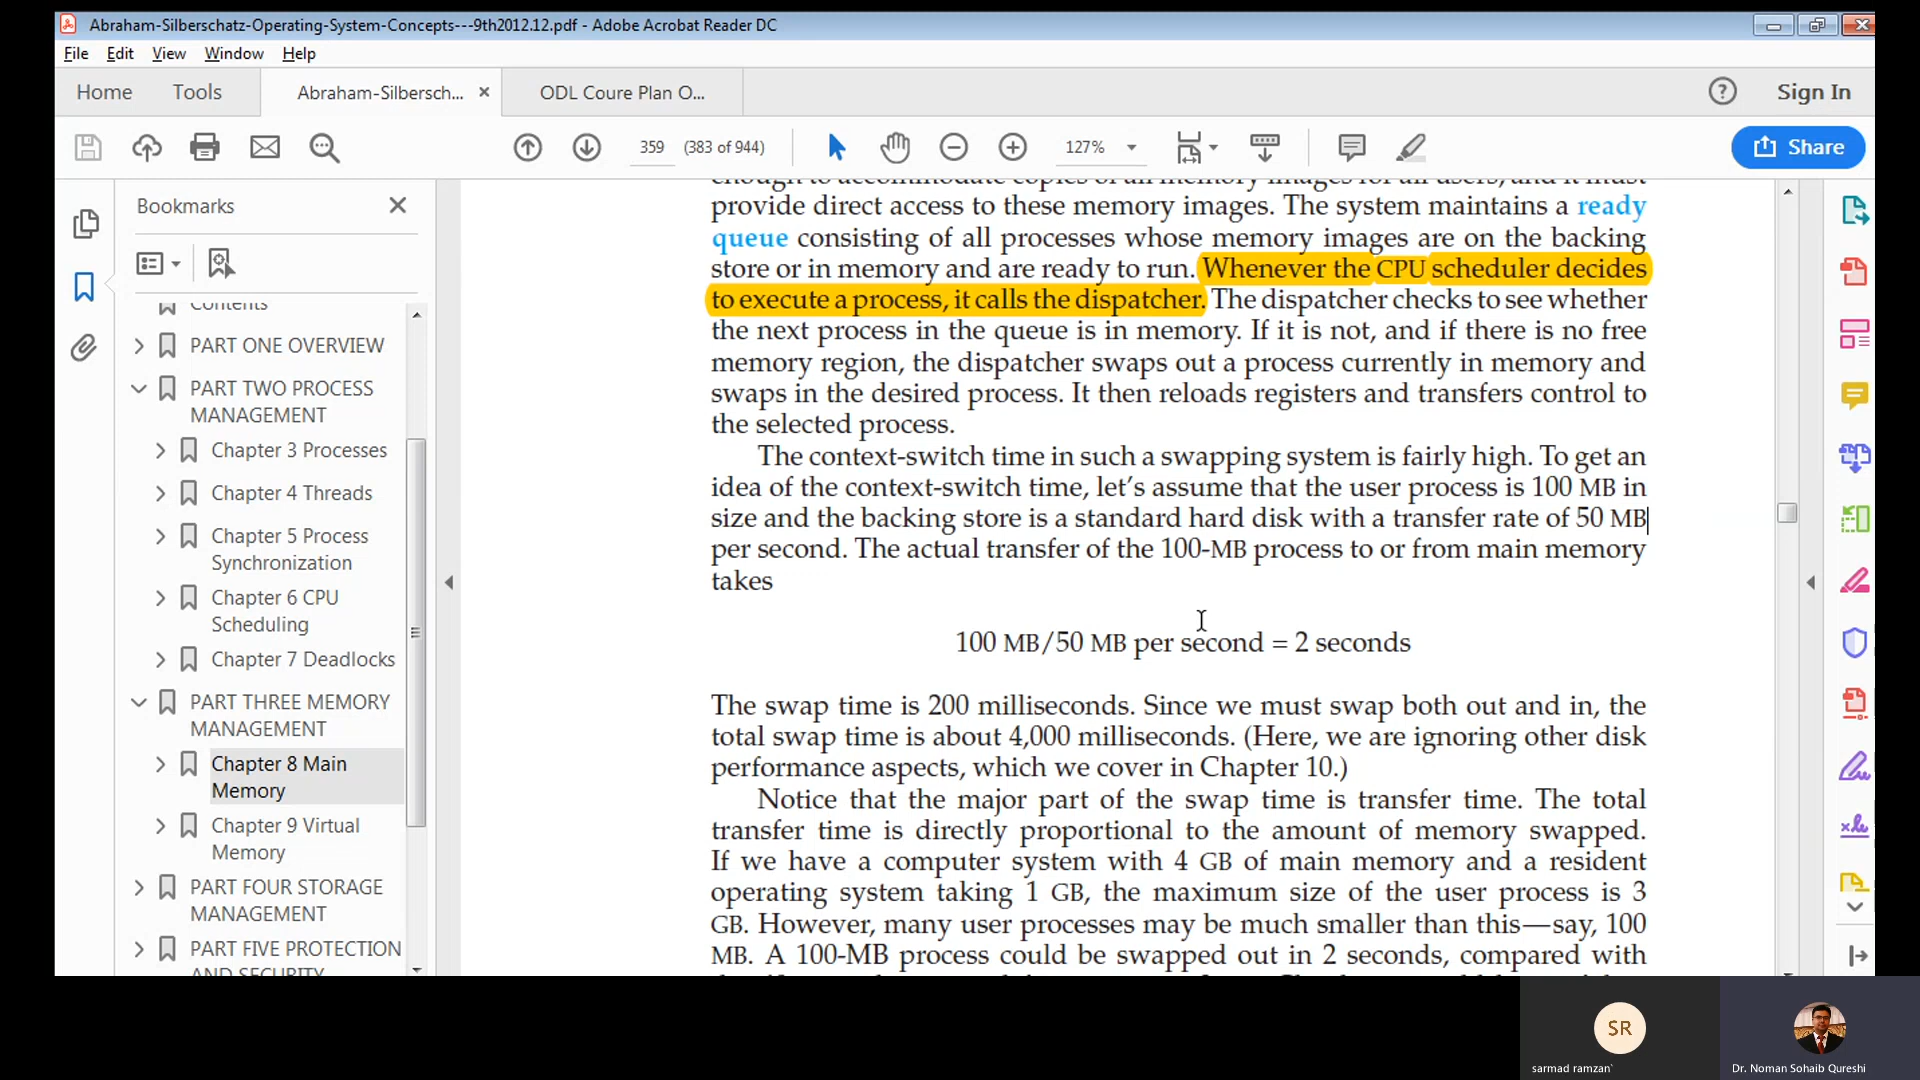 Abraham-Silberschatz-Operating-System-Concepts---9th2012.12.pdf - Adobe Acrobat Reader DC
File Edit View Window Help
Home Tools Abraham-Silbersch... ODL Coure Plan O... Sign In
359 (383 of 944) 127% Share
Bookmarks
Contents
PART ONE OVERVIEW
PART TWO PROCESS
MANAGEMENT
Chapter 3 Processes
Chapter 4 Threads
Chapter 5 Process
Synchronization
Chapter 6 CPU
Scheduling
Chapter 7 Deadlocks
PART THREE MEMORY
MANAGEMENT
Chapter 8 Main
Memory
Chapter 9 Virtual
Memory
PART FOUR STORAGE
MANAGEMENT
PART FIVE PROTECTION
AND SECURITY
enough to accommodate copies of all memory images for all users, and it must
provide direct access to these memory images. The system maintains a ready
queue consisting of all processes whose memory images are on the backing
store or in memory and are ready to run. Whenever the CPU scheduler decides
to execute a process, it calls the dispatcher. The dispatcher checks to see whether
the next process in the queue is in memory. If it is not, and if there is no free
memory region, the dispatcher swaps out a process currently in memory and
swaps in the desired process. It then reloads registers and transfers control to
the selected process.
The context-switch time in such a swapping system is fairly high. To get an
idea of the context-switch time, let's assume that the user process is 100 MB in
size and the backing store is a standard hard disk with a transfer rate of 50 MB
per second. The actual transfer of the 100-MB process to or from main memory
takes
100 MB/50 MB per second = 2 seconds
The swap time is 200 milliseconds. Since we must swap both out and in, the
total swap time is about 4,000 milliseconds. (Here, we are ignoring other disk
performance aspects, which we cover in Chapter 10.)
Notice that the major part of the swap time is transfer time. The total
transfer time is directly proportional to the amount of memory swapped.
If we have a computer system with 4 GB of main memory and a resident
operating system taking 1 GB, the maximum size of the user process is 3
GB. However, many user processes may be much smaller than this—say, 100
MB. A 100-MB process could be swapped out in 2 seconds, compared with
SR
sarmad ramzan`
Dr. Noman Sohaib Qureshi